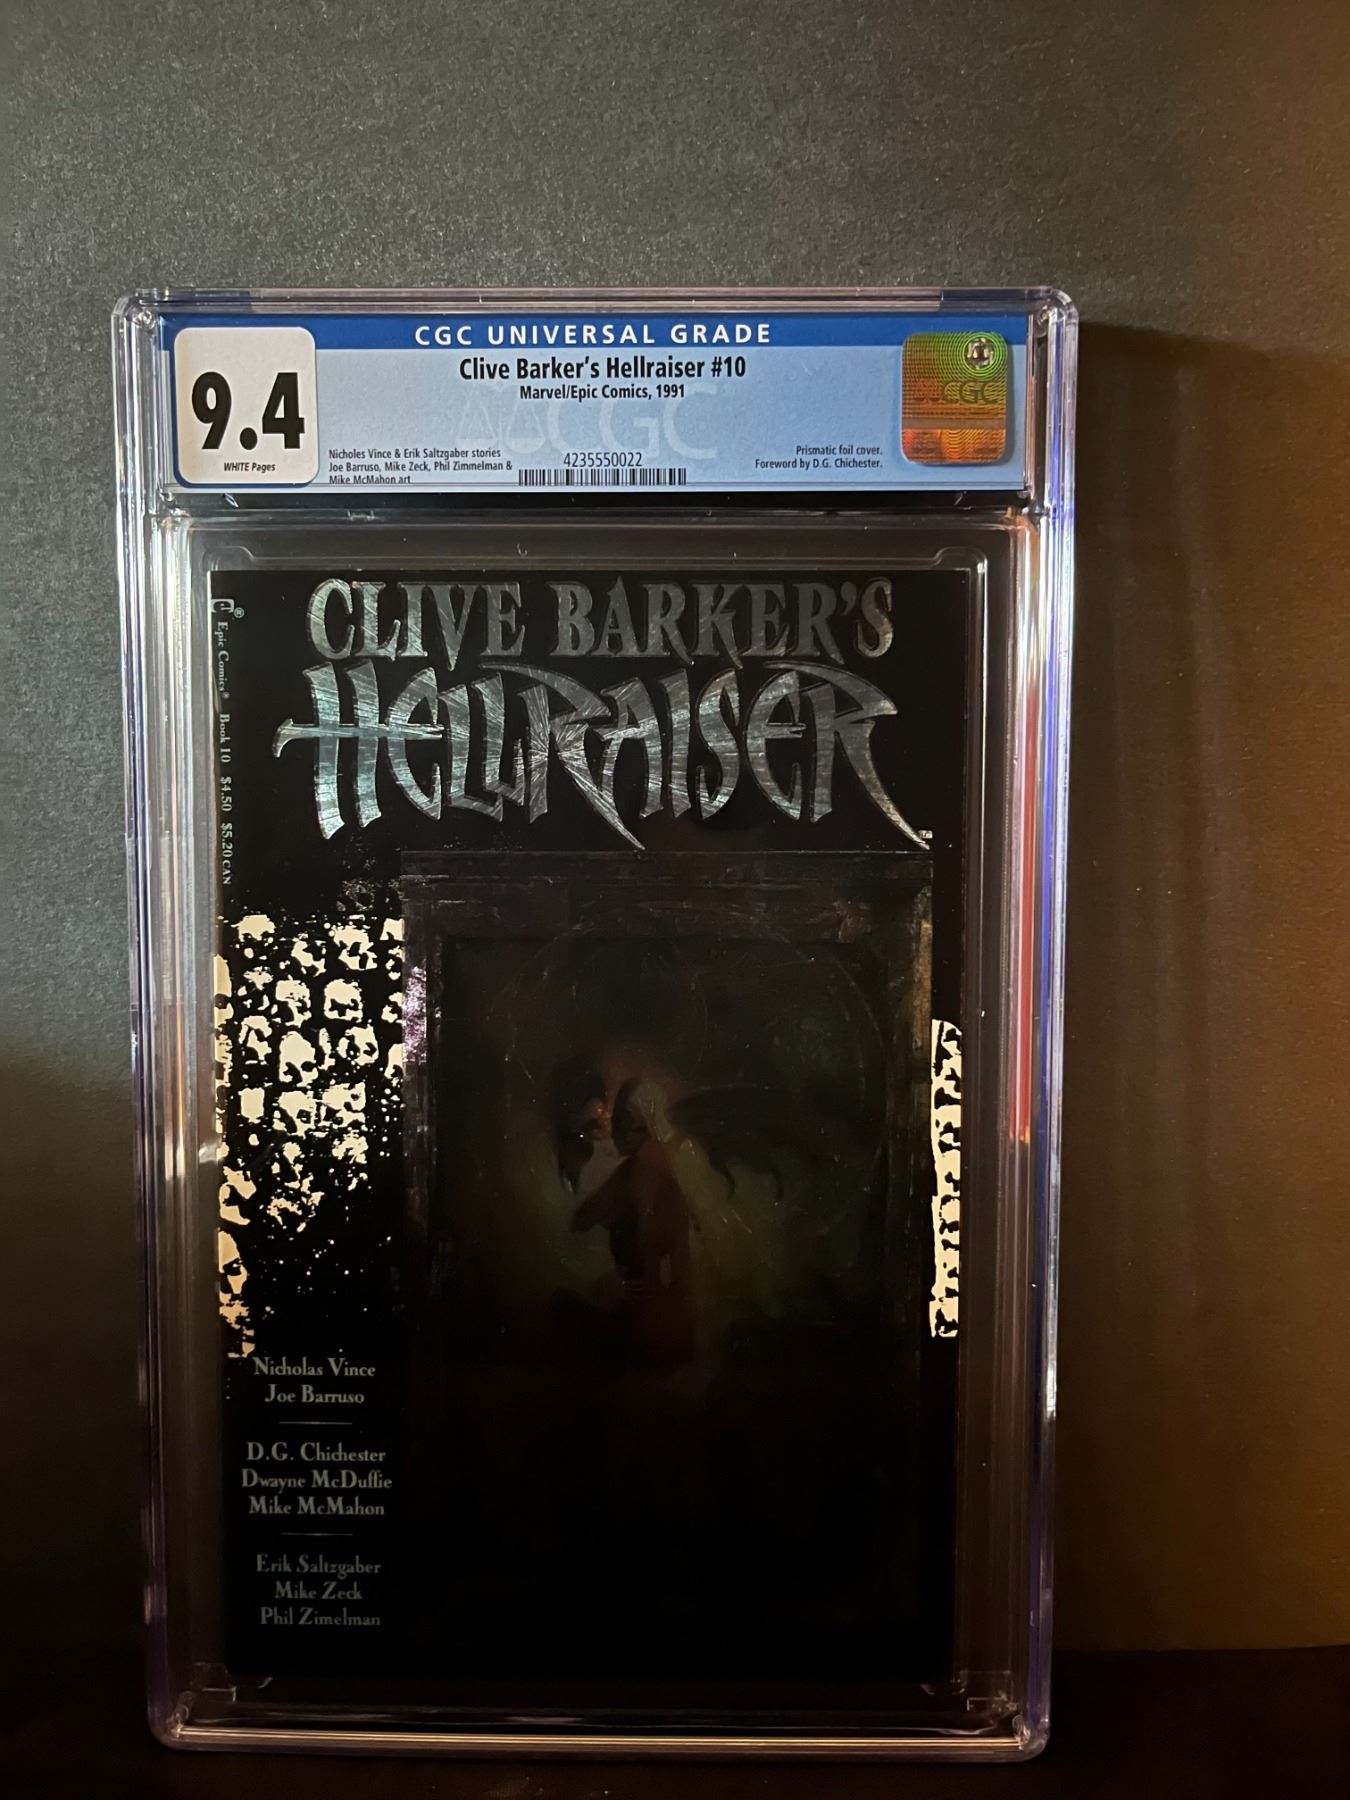 CGC UNIVERSAL GRADE
9.4
WHITE Pages
Clive Barker's Hellraiser #10
Marvel/Epic Comics, 1991
Nicholes Vince & Erik Saltzgaber stories
Joe Barruso, Mike Zeck, Phil Zimmelman &
Mike McMahon art
4235550022
Prismatic foil cover.
Foreword by D.G. Chichester.
CGC
CGC
CLIVE BARKER'S
HELLRAISER
Epic Comics® Book 10 $4.50 $5.20 CAN
Nicholas Vince
Joe Barruso
D.G. Chichester
Dwayne McDuffie
Mike McMahon
Erik Saltzgaber
Mike Zeck
Phil Zimelman